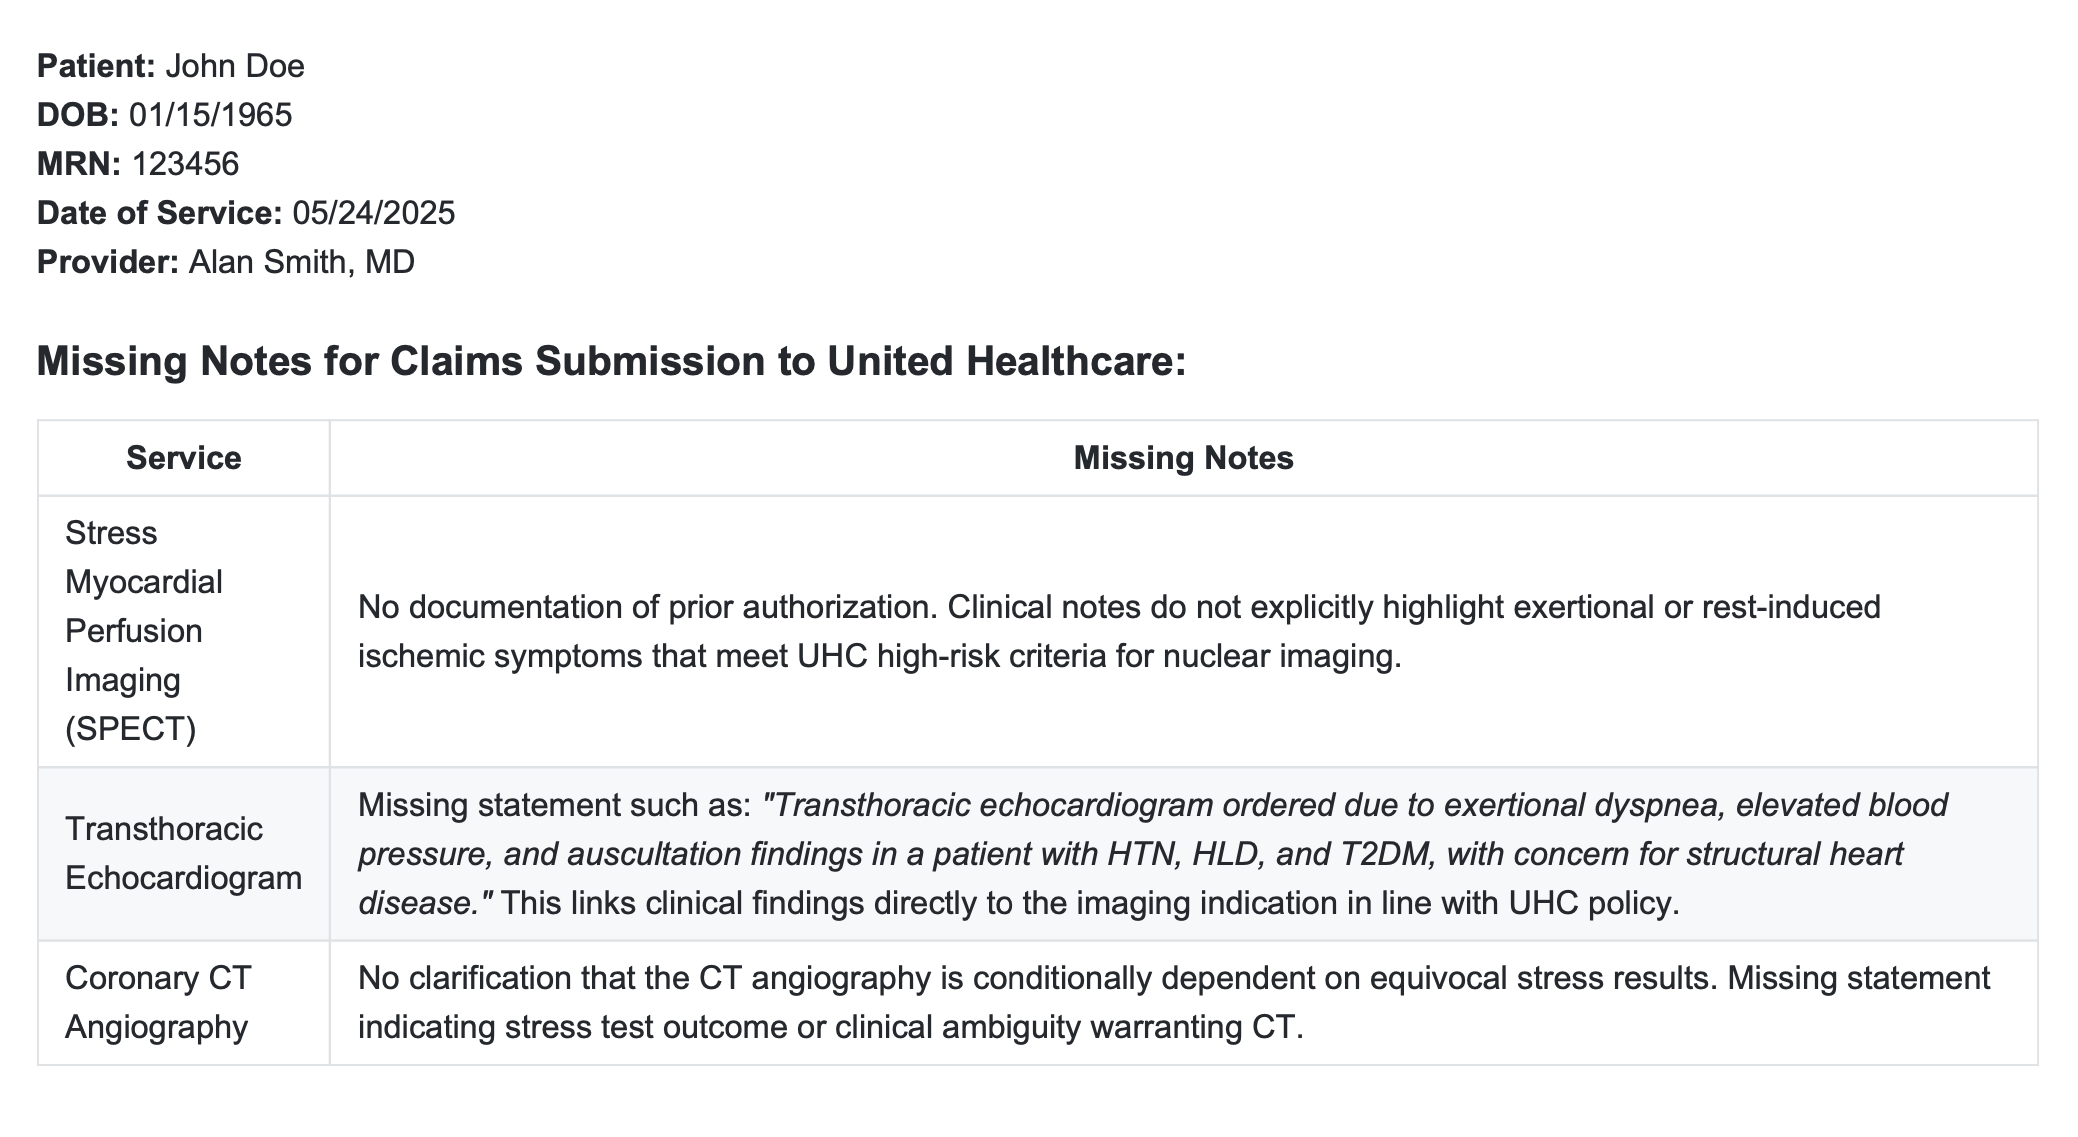 Patient: John Doe
DOB: 01/15/1965
MRN: 123456
Date of Service: 05/24/2025
Provider: Alan Smith, MD
Missing Notes for Claims Submission to United Healthcare:
Service
Missing Notes
Stress
Myocardial
Perfusion
Imaging
(SPECT)
No documentation of prior authorization. Clinical notes do not explicitly highlight exertional or rest-induced
ischemic symptoms that meet UHC high-risk criteria for nuclear imaging.
Transthoracic
Echocardiogram
Missing statement such as: "Transthoracic echocardiogram ordered due to exertional dyspnea, elevated blood
pressure, and auscultation findings in a patient with HTN, HLD, and T2DM, with concern for structural heart
disease." This links clinical findings directly to the imaging indication in line with UHC policy.
Coronary CT
Angiography
No clarification that the CT angiography is conditionally dependent on equivocal stress results. Missing statement
indicating stress test outcome or clinical ambiguity warranting CT.